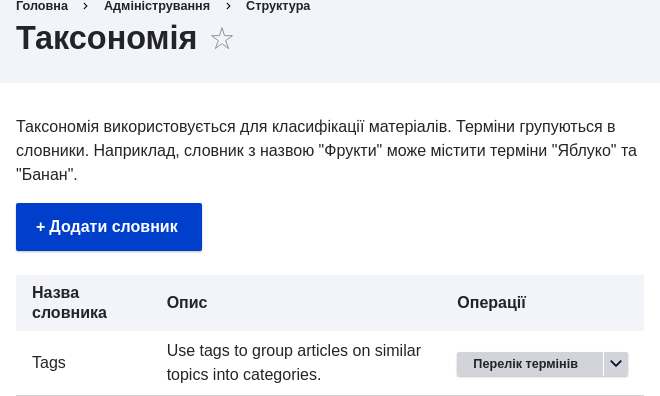 Головна > Адміністрування > Структура
Таксономія ☆
Таксономія використовується для класифікації матеріалів. Терміни групуються в
словники. Наприклад, словник з назвою "Фрукти" може містити терміни "Яблуко" та
"Банан".
+ Додати словник
Назва
словника
Опис
Операції
Tags
Use tags to group articles on similar
topics into categories.
Перелік термінів